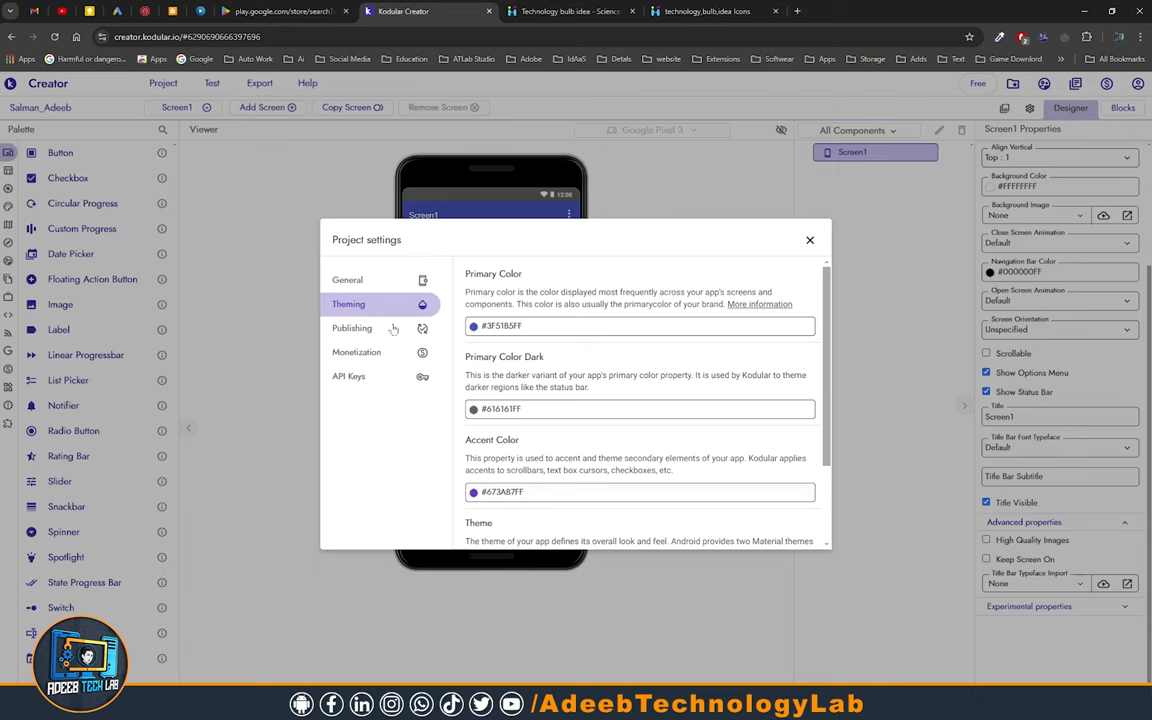 play.google.com/store/search?
Kodular Creator
Technology bulb idea - Science
technology,bulb,idea Icons
creator.kodular.io/#6290690666397696
Apps
Harmful or dangero...
Apps
Google
Auto Work
Ai
Social Media
Education
ATLab Studio
Adobe
IdAaS
Detals
website
Extensions
Softwear
Apps
Storage
Adds
Text
Game Downlord
All Bookmarks
Creator
Project
Test
Export
Help
Free
Salman_Adeeb
Screen1
Add Screen
Copy Screen
Remove Screen
Designer
Blocks
Palette
Viewer
Google Pixel 3
All Components
Screen1 Properties
Button
Checkbox
Circular Progress
Custom Progress
Date Picker
Floating Action Button
Image
Label
Linear Progressbar
List Picker
Notifier
Radio Button
Rating Bar
Slider
Snackbar
Spinner
Spotlight
State Progress Bar
Switch
12:00
Screen1
Project settings
General
Theming
Publishing
Monetization
API Keys
Primary Color
Primary color is the color displayed most frequently across your app's screens and
components. This color is also usually the primarycolor of your brand. More information
#3F51B5FF
Primary Color Dark
This is the darker variant of your app's primary color property. It is used by Kodular to theme
darker regions like the status bar.
#616161FF
Accent Color
This property is used to accent and theme secondary elements of your app. Kodular applies
accents to scrollbars, text box cursors, checkboxes, etc.
#673AB7FF
Theme
The theme of your app defines its overall look and feel. Android provides two Material themes
Screen1
Align Vertical
Top : 1
Background Color
#FFFFFFFF
Background Image
None
Close Screen Animation
Default
Navigation Bar Color
#000000FF
Open Screen Animation
Default
Screen Orientation
Unspecified
Scrollable
Show Options Menu
Show Status Bar
Title
Screen1
Title Bar Font Typeface
Default
Title Bar Subtitle
Title Visible
Advanced properties
High Quality Images
Keep Screen On
Title Bar Typeface Import
None
Experimental properties
ADEEB TECH LAB
/AdeebTechnologyLab